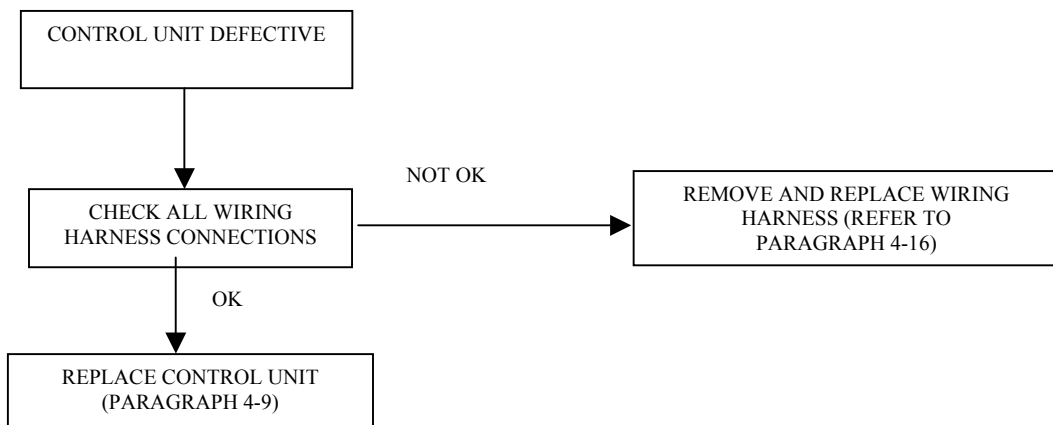 CONTROL UNIT DEFECTIVE
NOT OK
CHECK ALL WIRING
HARNESS CONNECTIONS
REMOVE AND REPLACE WIRING
HARNESS (REFER TO
PARAGRAPH 4-16)
OK
REPLACE CONTROL UNIT
(PARAGRAPH 4-9)